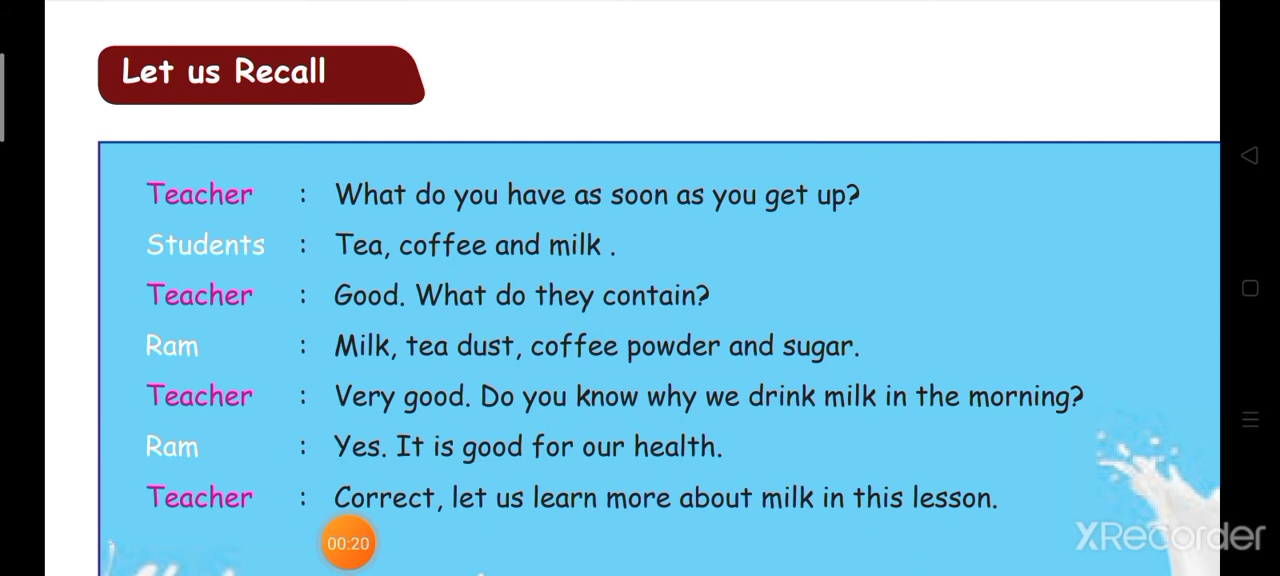 Let us Recall
Teacher : What do you have as soon as you get up?
Students : Tea, coffee and milk .
Teacher : Good. What do they contain?
Ram : Milk, tea dust, coffee powder and sugar.
Teacher : Very good. Do you know why we drink milk in the morning?
Ram : Yes. It is good for our health.
Teacher : Correct, let us learn more about milk in this lesson.
00:20
XRecorder